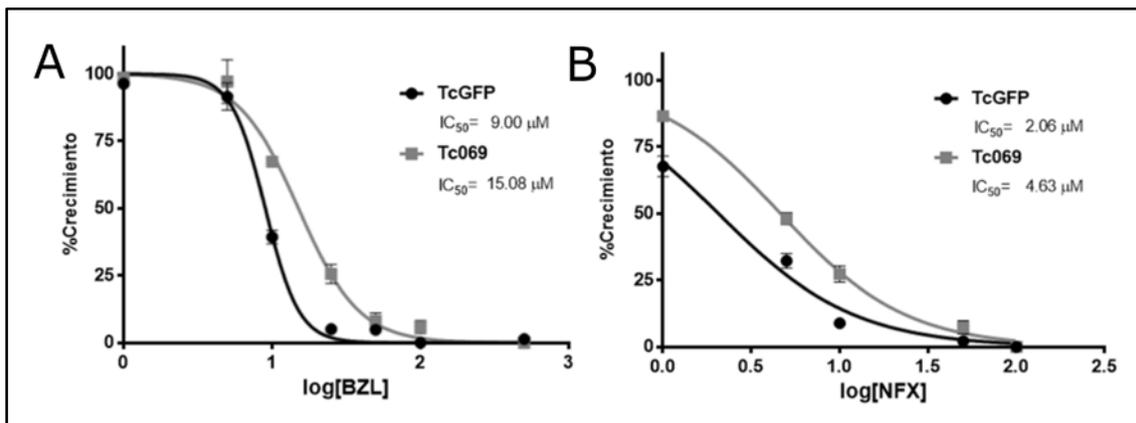 A
%Crecimiento
100
75
50
25
0
0
1
2
3
log[BZL]
TcGFP
IC50= 9.00 µM
Tc069
IC50= 15.08 µM
B
%Crecimiento
100
75
50
25
0
0.0
0.5
1.0
1.5
2.0
2.5
log[NFX]
TcGFP
IC50= 2.06 µM
Tc069
IC50= 4.63 µM